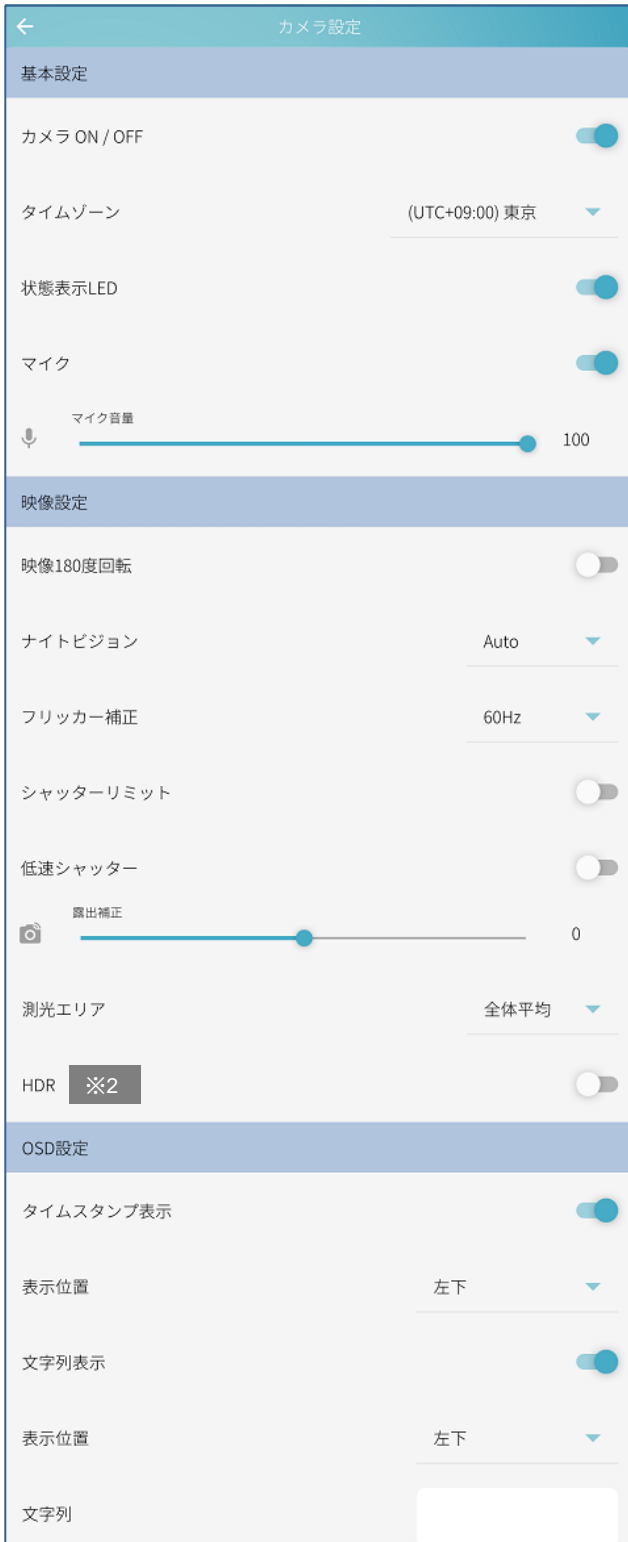 カメラ設定
基本設定
カメラ ON / OFF
タイムゾーン (UTC+09:00) 東京
状態表示LED
マイク
マイク音量
100
映像設定
映像180度回転
ナイトビジョン Auto
フリッカー補正 60Hz
シャッターリミット
低速シャッター
露出補正
0
測光エリア 全体平均
HDR ※2
OSD設定
タイムスタンプ表示
表示位置 左下
文字列表示
表示位置 左下
文字列